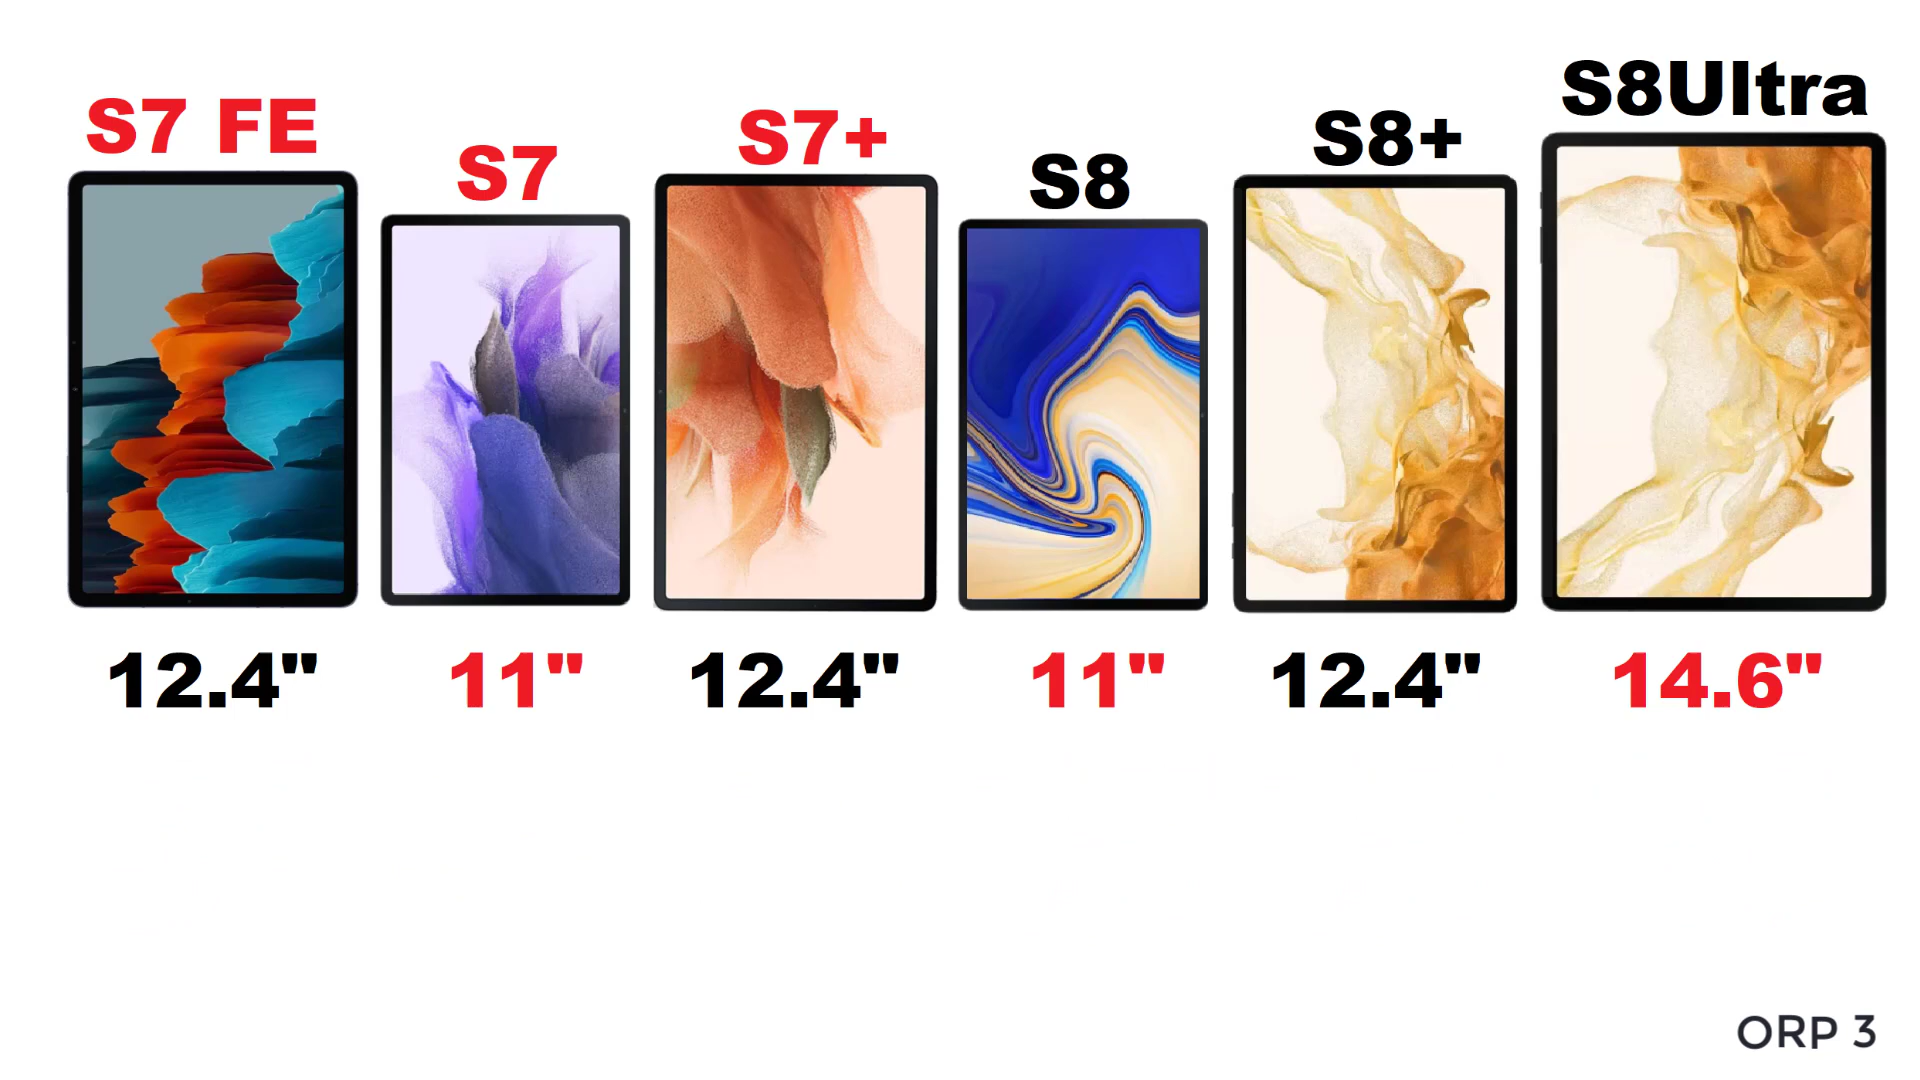 S7 FE
S7
S7+
S8
S8+
S8Ultra
12.4"
11"
12.4"
11"
12.4"
14.6"
ORP 3